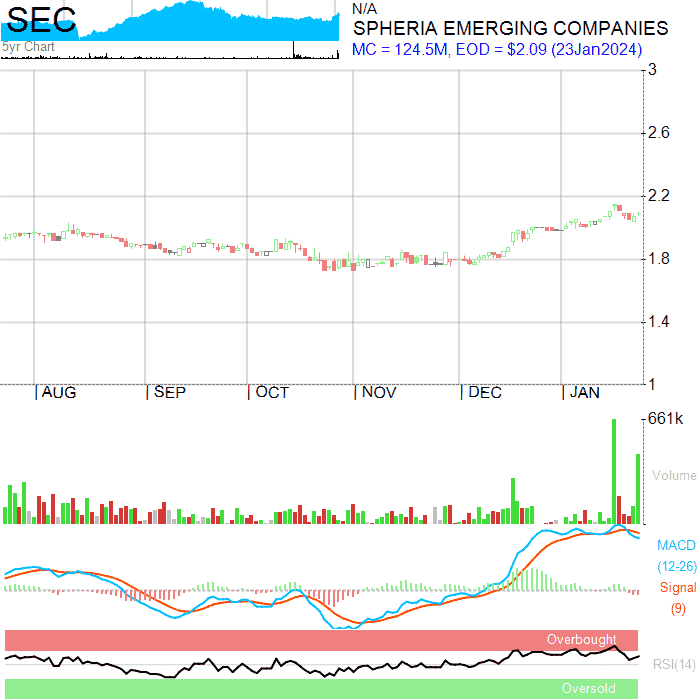 SEC
5yr Chart
N/A
SPHERIA EMERGING COMPANIES
MC = 124.5M, EOD = $2.09 (23Jan2024)
3
2.6
2.2
1.8
1.4
1
AUG SEP OCT NOV DEC JAN
661k
Volume
MACD
(12-26)
Signal
(9)
Overbought
RSI(14)
Oversold